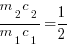 m₂c₂/m₁c₁ = 1/2